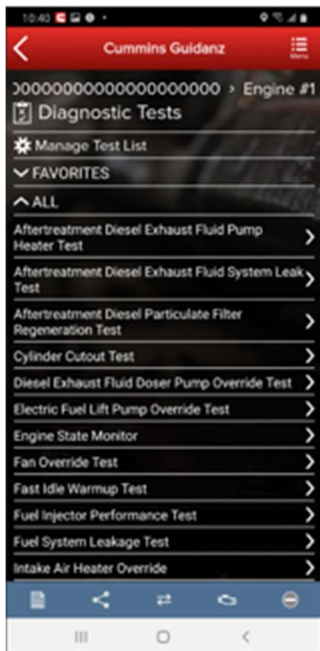 10:40
Cummins Guidanz
Menu
00000000000000000000 › Engine #1
Diagnostic Tests
Manage Test List
FAVORITES
ALL
Aftertreatment Diesel Exhaust Fluid Pump
Heater Test
Aftertreatment Diesel Exhaust Fluid System Leak
Test
Aftertreatment Diesel Particulate Filter
Regeneration Test
Cylinder Cutout Test
Diesel Exhaust Fluid Doser Pump Override Test
Electric Fuel Lift Pump Override Test
Engine State Monitor
Fan Override Test
Fast Idle Warmup Test
Fuel Injector Performance Test
Fuel System Leakage Test
Intake Air Heater Override